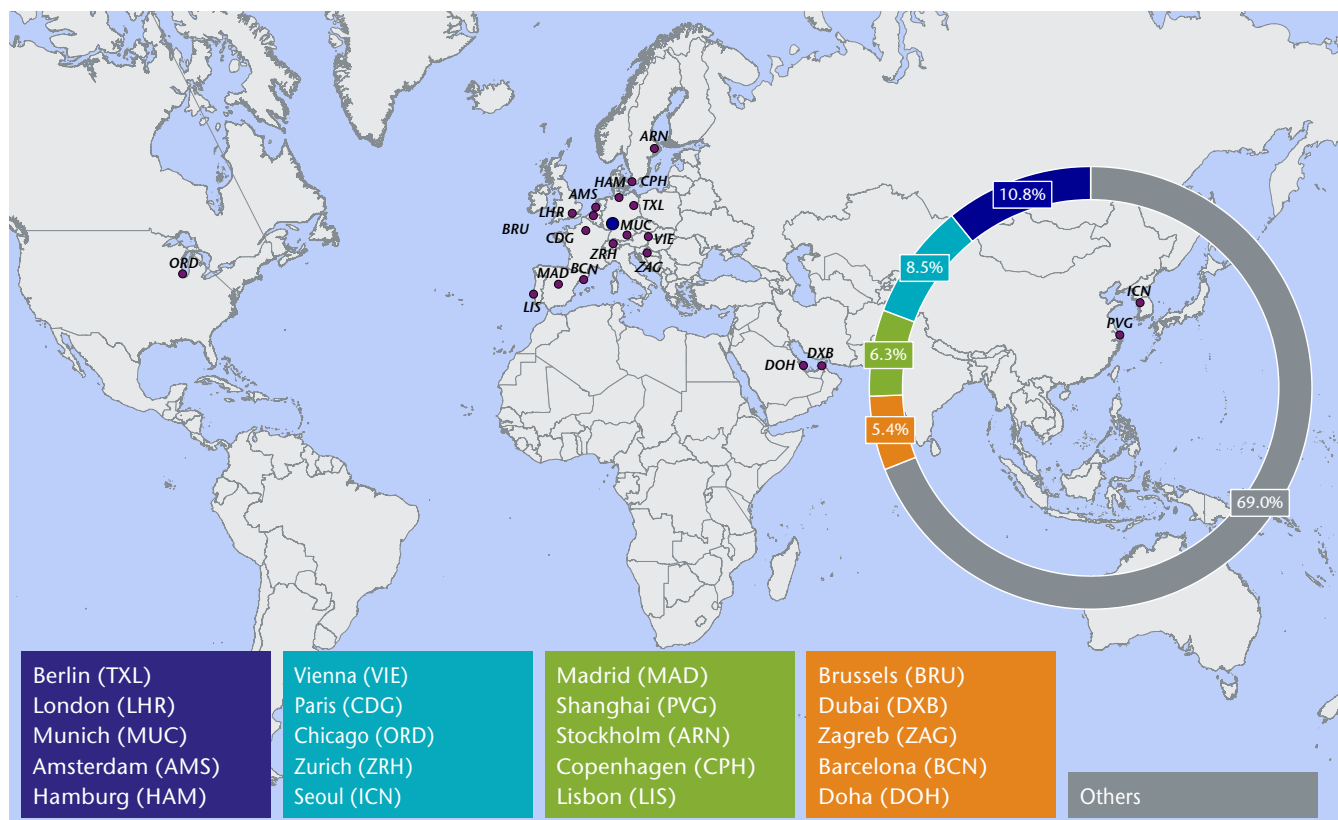 ARN
HAM
CPH
AMS
TXL
LHR
BRU
MUC
CDG
VIE
ZRH
ZAG
ORD
MAD
BCN
LIS
DOH
DXB
ICN
PVG
10.8%
8.5%
6.3%
5.4%
69.0%
Berlin (TXL)
London (LHR)
Munich (MUC)
Amsterdam (AMS)
Hamburg (HAM)
Vienna (VIE)
Paris (CDG)
Chicago (ORD)
Zurich (ZRH)
Seoul (ICN)
Madrid (MAD)
Shanghai (PVG)
Stockholm (ARN)
Copenhagen (CPH)
Lisbon (LIS)
Brussels (BRU)
Dubai (DXB)
Zagreb (ZAG)
Barcelona (BCN)
Doha (DOH)
Others